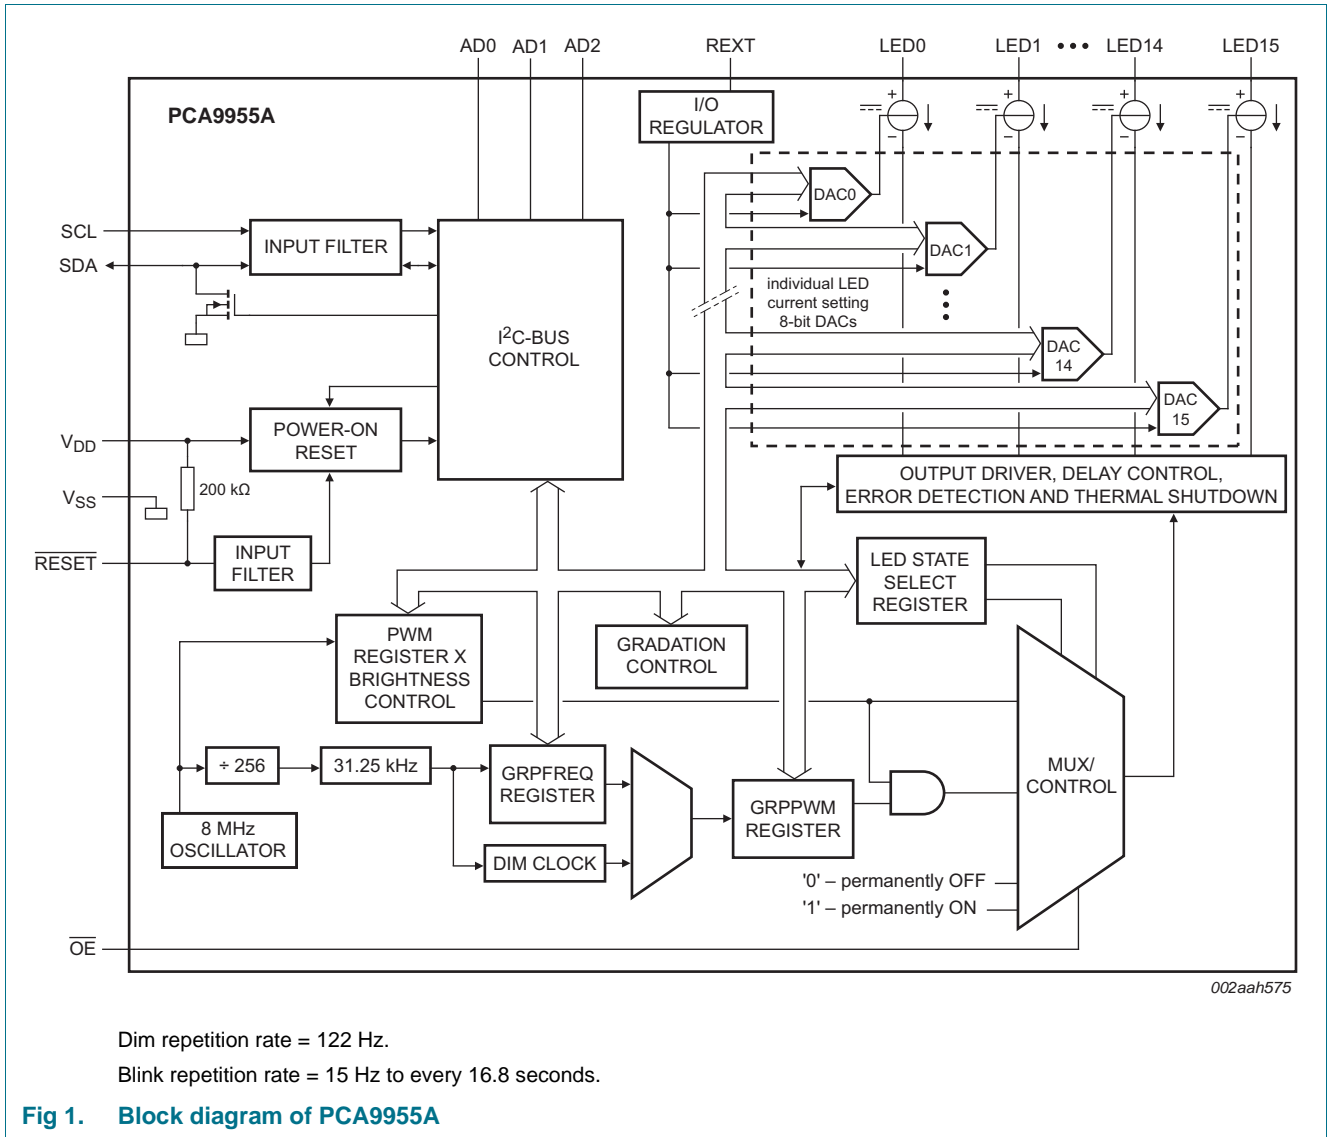 AD0 AD1 AD2 REXT LED0 LED1 ••• LED14 LED15
PCA9955A
I/O
REGULATOR
+ − + − + − + −
DAC0
DAC1
individual LED
current setting
8-bit DACs
DAC
14
DAC
15
SCL
SDA
INPUT FILTER
I²C-BUS
CONTROL
VDD
POWER-ON
RESET
200 kΩ
VSS
RESET
INPUT
FILTER
OUTPUT DRIVER, DELAY CONTROL,
ERROR DETECTION AND THERMAL SHUTDOWN
LED STATE
SELECT
REGISTER
PWM
REGISTER X
BRIGHTNESS
CONTROL
GRADATION
CONTROL
÷ 256
31.25 kHz
GRPFREQ
REGISTER
MUX/
CONTROL
8 MHz
OSCILLATOR
DIM CLOCK
GRPPWM
REGISTER
'0' – permanently OFF
'1' – permanently ON
OE
002aah575
Dim repetition rate = 122 Hz.
Blink repetition rate = 15 Hz to every 16.8 seconds.
Fig 1. Block diagram of PCA9955A